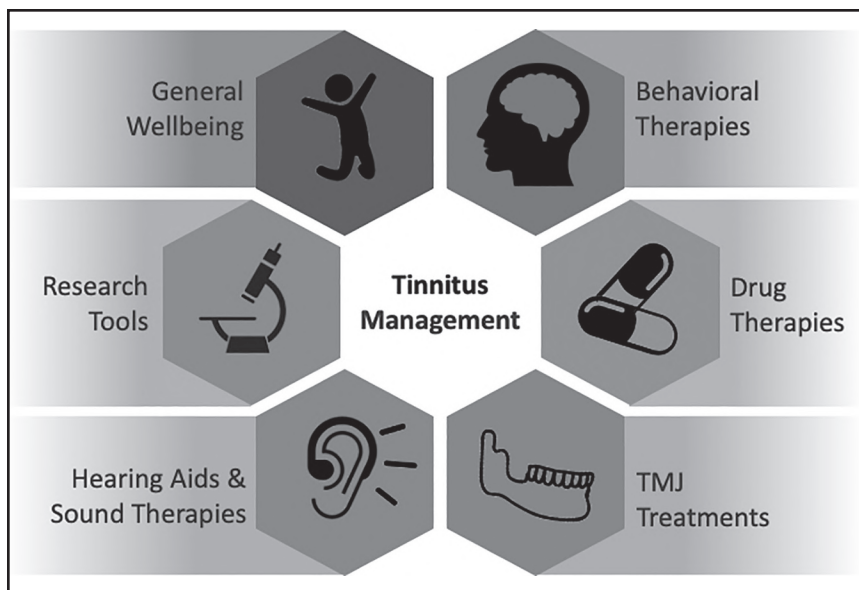 General
Wellbeing
Behavioral
Therapies
Research
Tools
Tinnitus
Management
Drug
Therapies
Hearing Aids &
Sound Therapies
TMJ
Treatments